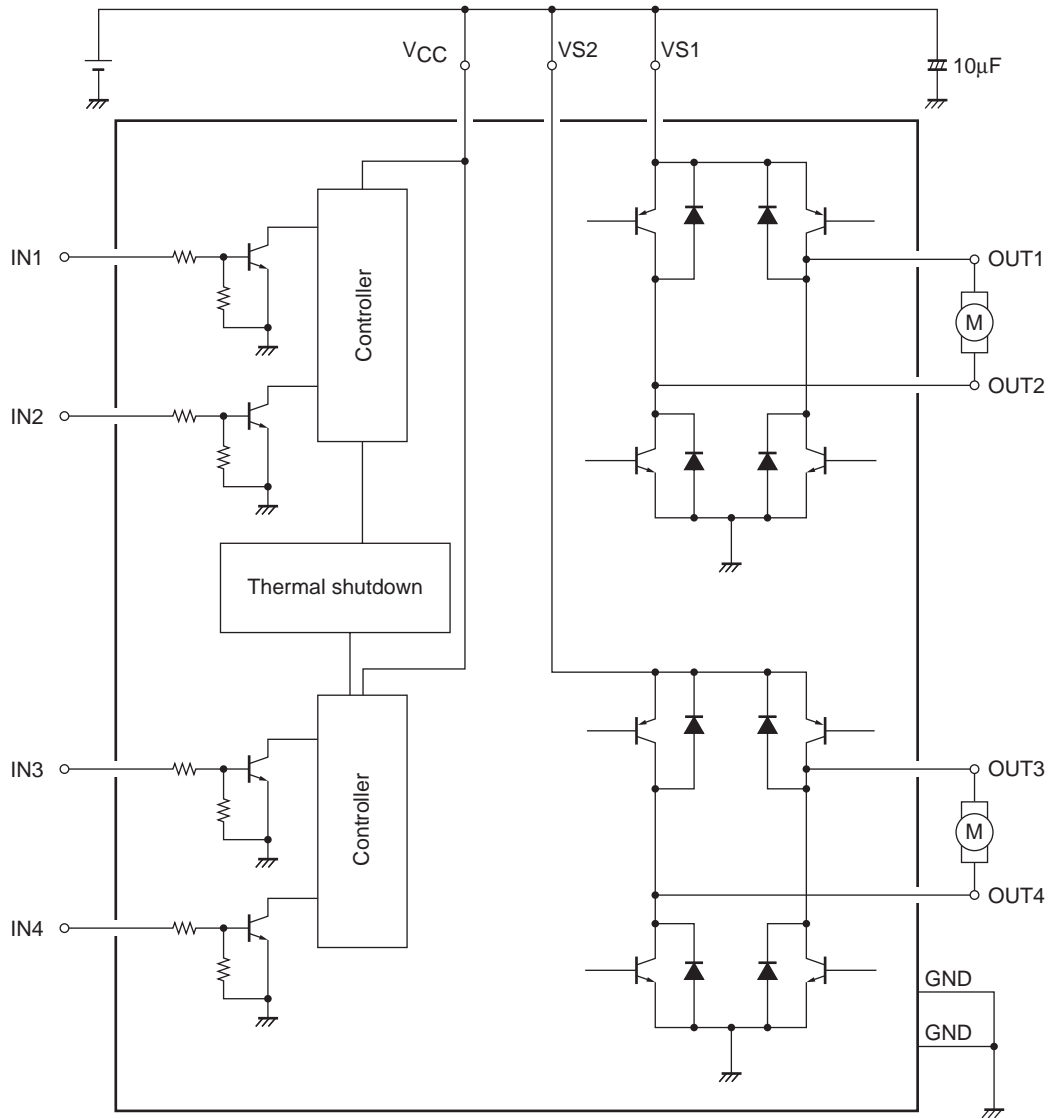 VCC
VS2
VS1
10μF
IN1
IN2
Controller
Thermal shutdown
IN3
IN4
Controller
OUT1
M
OUT2
OUT3
M
OUT4
GND
GND